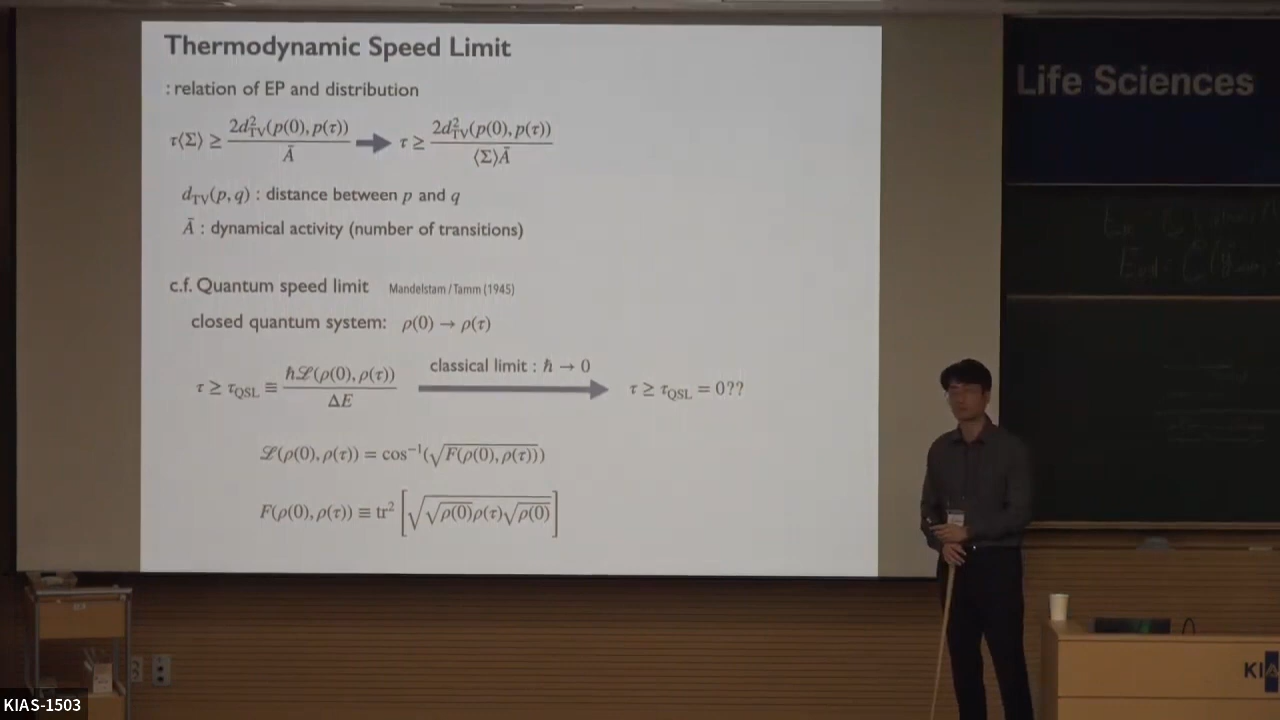 Thermodynamic Speed Limit
: relation of EP and distribution
τ⟨Σ⟩ ≥ 2d²_TV(p(0), p(τ)) / Ā → τ ≥ 2d²_TV(p(0), p(τ)) / ⟨Σ⟩Ā
d_TV(p, q) : distance between p and q
Ā : dynamical activity (number of transitions)
c.f. Quantum speed limit Mandelstam / Tamm (1945)
closed quantum system: ρ(0) → ρ(τ)
τ ≥ τ_QSL ≡ ℏℒ(ρ(0), ρ(τ)) / ΔE classical limit : ℏ → 0 τ ≥ τ_QSL = 0??
ℒ(ρ(0), ρ(τ)) = cos⁻¹(√F(ρ(0), ρ(τ)))
F(ρ(0), ρ(τ)) ≡ tr² [√(√ρ(0)ρ(τ)√ρ(0))]
Life Sciences
KIAS-1503